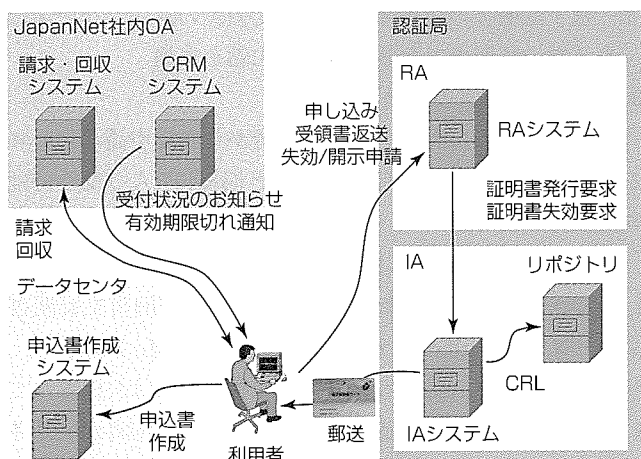 JapanNet社内OA
請求・回収
システム
CRM
システム
受付状況のお知らせ
有効期限切れ通知
請求
回収
データセンタ
申込書作成
システム
申込書
作成
利用者
郵送
申し込み
受領書返送
失効/開示申請
認証局
RA
RAシステム
証明書発行要求
証明書失効要求
IA
リポジトリ
CRL
IAシステム